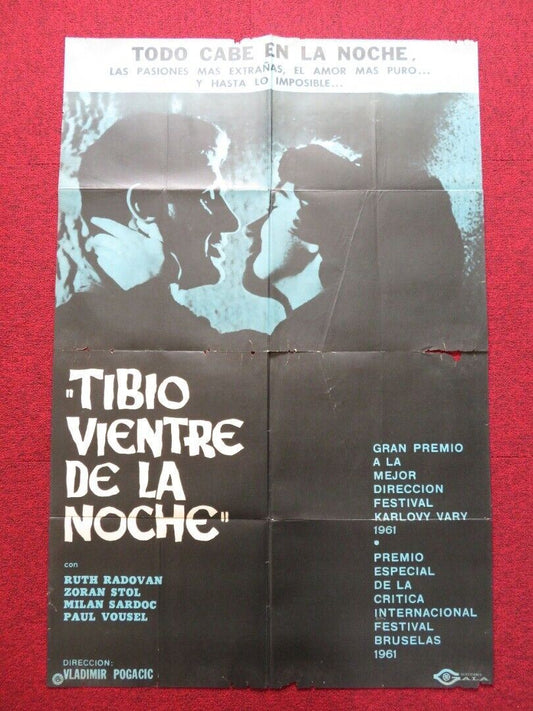 TODO CABE EN LA NOCHE,
LAS PASIONES MAS EXTRAÑAS, EL AMOR MAS PURO...
Y HASTA LO IMPOSIBLE...
"TIBIO
VIENTRE
DE LA
NOCHE"
con
RUTH RADOVAN
ZORAN STOL
MILAN SARDOC
PAUL VOUSEL
DIRECCION:
VLADIMIR POGACIC
GRAN PREMIO
A LA
MEJOR
DIRECCION
FESTIVAL
KARLOVY VARY
1961
•
PREMIO
ESPECIAL
DE LA
CRITICA
INTERNACIONAL
FESTIVAL
BRUSELAS
1961
GALA